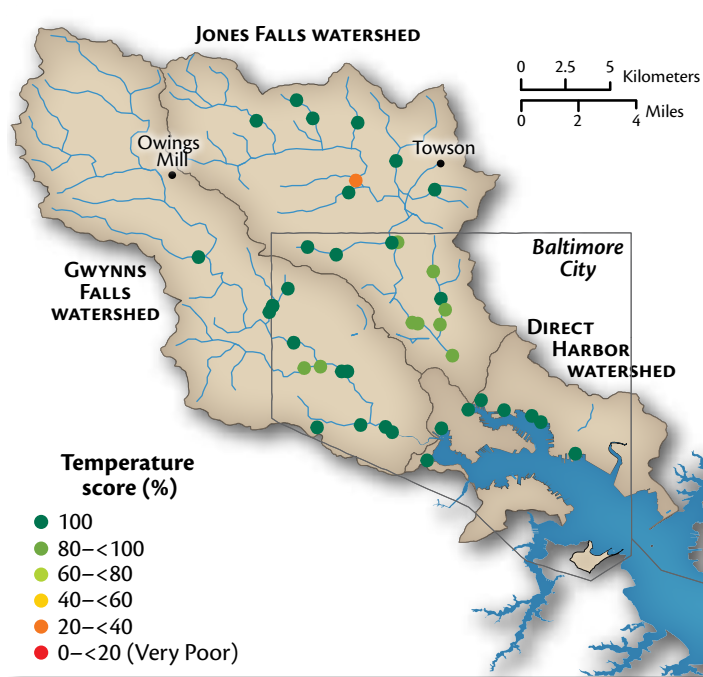 JONES FALLS WATERSHED
0 2.5 5 Kilometers
0 2 4 Miles
Owings
Mill
Towson
Baltimore
City
GWYNNS
FALLS
WATERSHED
DIRECT
HARBOR
WATERSHED
Temperature
score (%)
100
80–<100
60–<80
40–<60
20–<40
0–<20 (Very Poor)